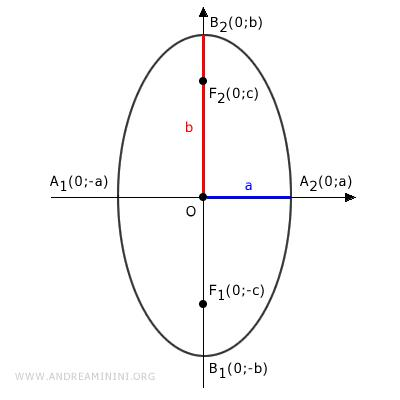 B2(0;b)
F2(0;c)
b
A1(0;-a)
a
A2(0;a)
O
F1(0;-c)
B1(0;-b)
WWW.ANDREAMININI.ORG